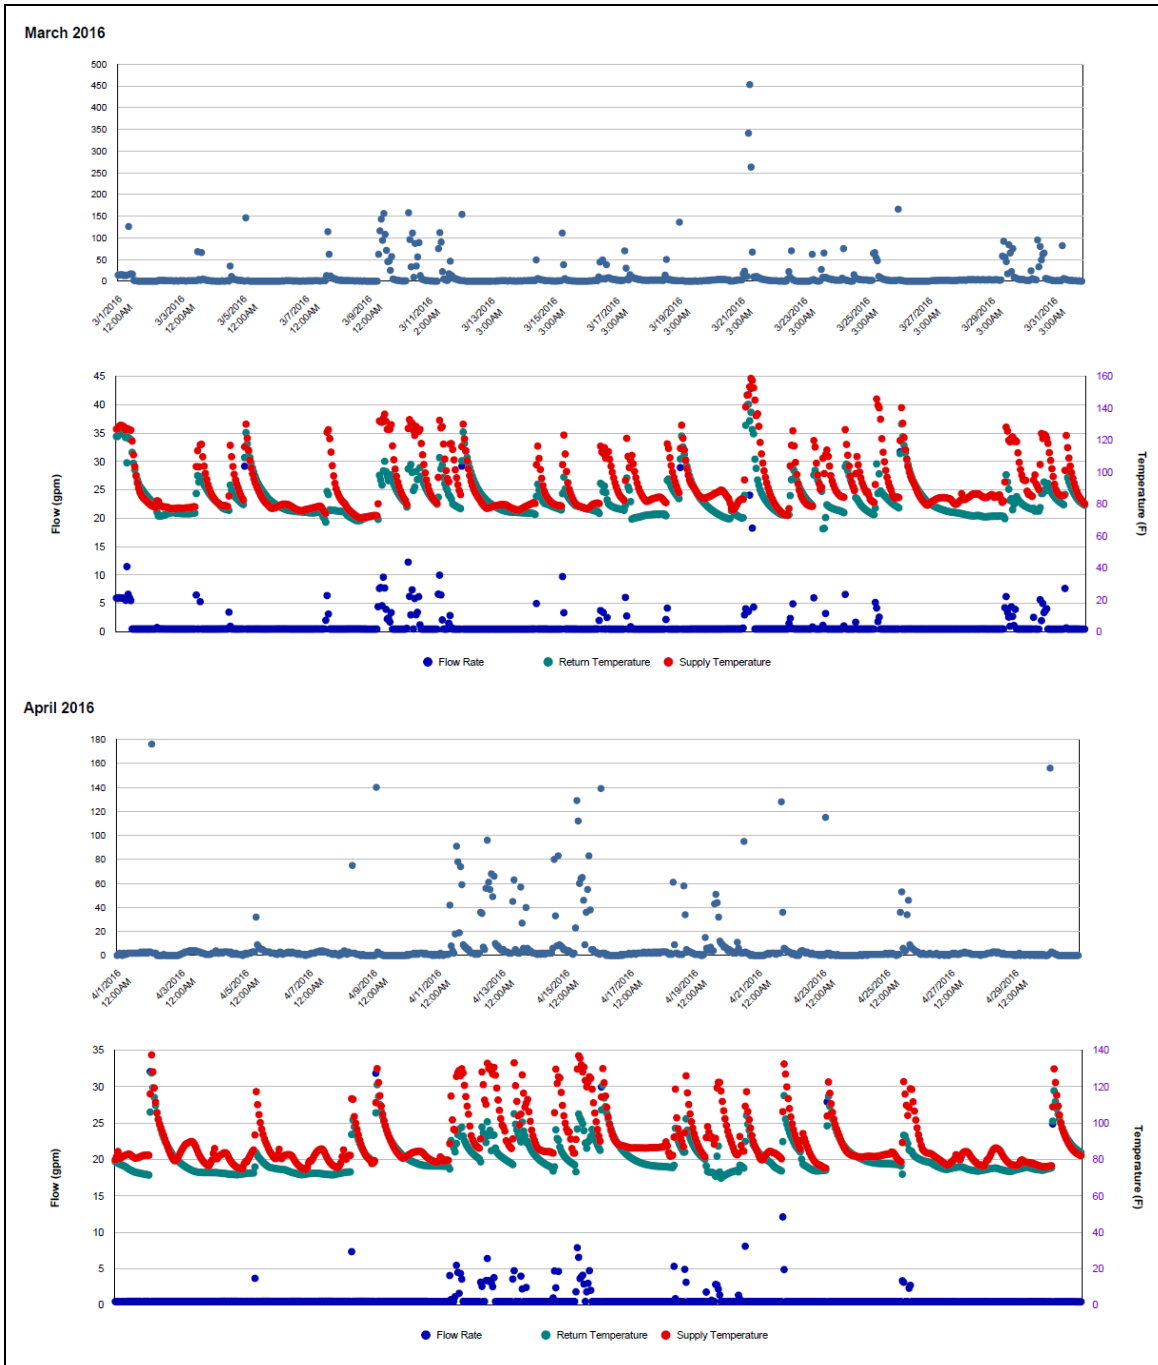 March 2016
500
450
400
350
300
250
200
150
100
50
0
3/1/2016 12:00AM
3/3/2016 12:00AM
3/5/2016 12:00AM
3/7/2016 12:00AM
3/9/2016 12:00AM
3/11/2016 2:00AM
3/13/2016 3:00AM
3/15/2016 3:00AM
3/17/2016 3:00AM
3/19/2016 3:00AM
3/21/2016 3:00AM
3/23/2016 3:00AM
3/25/2016 3:00AM
3/27/2016 3:00AM
3/29/2016 3:00AM
3/31/2016 3:00AM
45
40
35
30
25
20
15
10
5
0
Flow (gpm)
160
140
120
100
80
60
40
20
0
Temperature (F)
Flow Rate Return Temperature Supply Temperature
April 2016
180
160
140
120
100
80
60
40
20
0
4/1/2016 12:00AM
4/3/2016 12:00AM
4/5/2016 12:00AM
4/7/2016 12:00AM
4/9/2016 12:00AM
4/11/2016 12:00AM
4/13/2016 12:00AM
4/15/2016 12:00AM
4/17/2016 12:00AM
4/19/2016 12:00AM
4/21/2016 12:00AM
4/23/2016 12:00AM
4/25/2016 12:00AM
4/27/2016 12:00AM
4/29/2016 12:00AM
35
30
25
20
15
10
5
0
Flow (gpm)
140
120
100
80
60
40
20
0
Temperature (F)
Flow Rate Return Temperature Supply Temperature